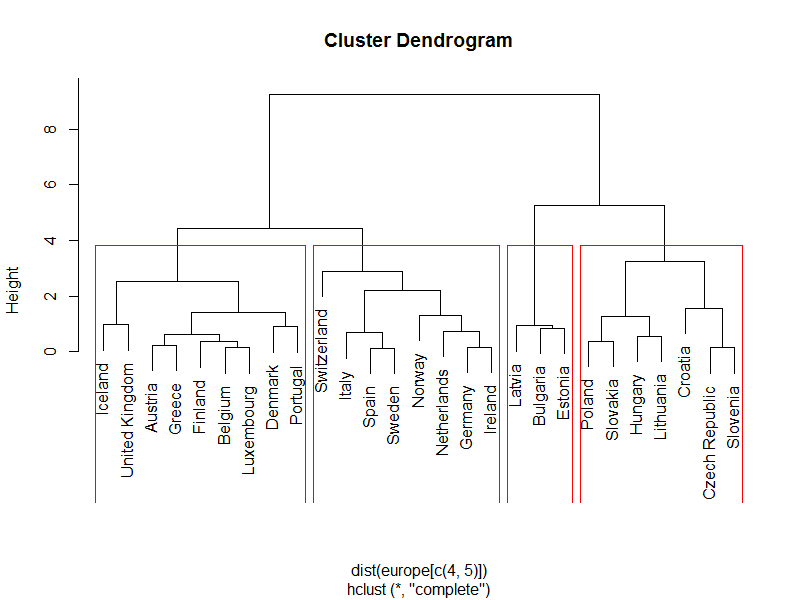 Cluster Dendrogram
Height
8
6
4
2
0
Iceland
United Kingdom
Austria
Greece
Finland
Belgium
Luxembourg
Denmark
Portugal
Switzerland
Italy
Spain
Sweden
Norway
Netherlands
Germany
Ireland
Latvia
Bulgaria
Estonia
Poland
Slovakia
Hungary
Lithuania
Croatia
Czech Republic
Slovenia
dist(europe[c(4, 5)])
hclust (*, "complete")